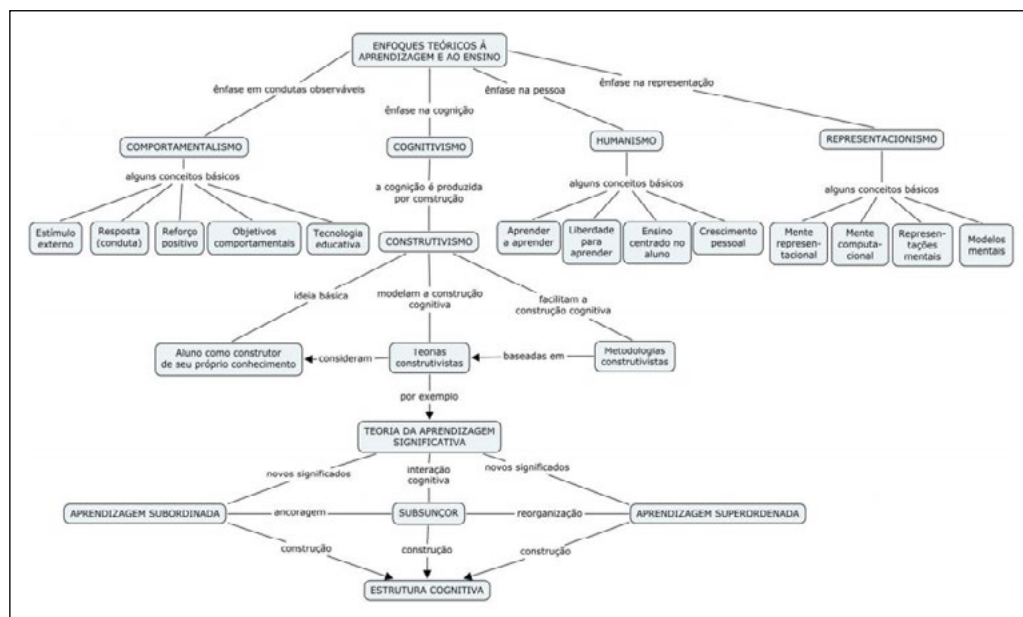 ENFOQUES TEÓRICOS À
APRENDIZAGEM E AO ENSINO
ênfase em condutas observáveis
ênfase na cognição
ênfase na pessoa
ênfase na representação
COMPORTAMENTALISMO
COGNITIVISMO
HUMANISMO
REPRESENTACIONISMO
alguns conceitos básicos
a cognição é produzida
por construção
alguns conceitos básicos
alguns conceitos básicos
Estímulo
externo
Resposta
(conduta)
Reforço
positivo
Objetivos
comportamentais
Tecnologia
educativa
CONSTRUTIVISMO
Aprender
a aprender
Liberdade
para
aprender
Ensino
centrado no
aluno
Crescimento
pessoal
Mente
represen-
tacional
Mente
computa-
cional
Represen-
tações
mentais
Modelos
mentais
ideia básica
modelam a construção
cognitiva
facilitam a
construção cognitiva
Aluno como construtor
de seu próprio conhecimento
consideram
Teorias
construtivistas
baseadas em
Metodologias
construtivistas
por exemplo
TEORIA DA APRENDIZAGEM
SIGNIFICATIVA
novos significados
interação
cognitiva
novos significados
APRENDIZAGEM SUBORDINADA
ancoragem
SUBSUNÇOR
reorganização
APRENDIZAGEM SUPERORDENADA
construção
construção
construção
ESTRUTURA COGNITIVA